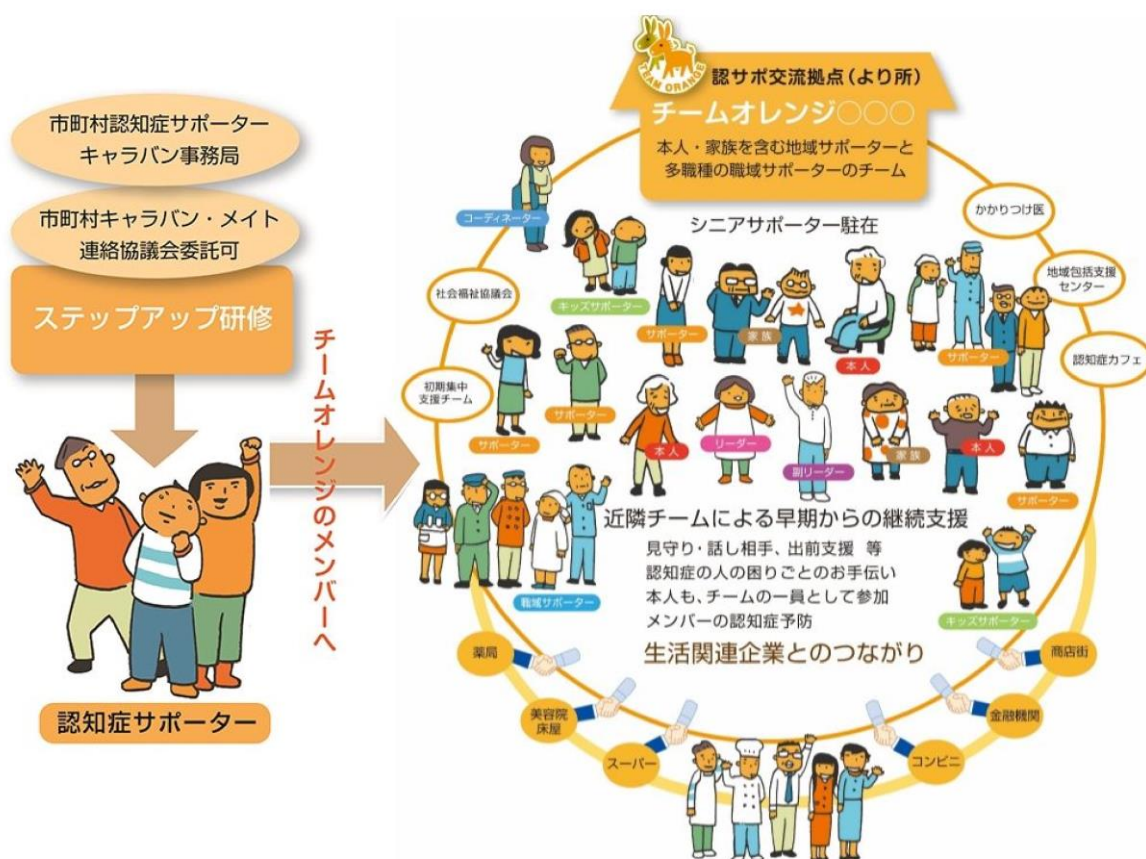 市町村認知症サポーター
キャラバン事務局
市町村キャラバン・メイト
連絡協議会委託可
ステップアップ研修
認知症サポーター
チームオレンジのメンバーへ
TEAM ORANGE
認サポ交流拠点(より所)
チームオレンジ○○○
本人・家族を含む地域サポーターと
多職種の職域サポーターのチーム
シニアサポーター駐在
コーディネーター
かかりつけ医
社会福祉協議会
キッズサポーター
サポーター
家族
本人
サポーター
地域包括支援
センター
初期集中
支援チーム
サポーター
サポーター
本人
リーダー
副リーダー
家族
本人
サポーター
認知症カフェ
職域サポーター
近隣チームによる早期からの継続支援
見守り・話し相手、出前支援 等
認知症の人の困りごとのお手伝い
本人も、チームの一員として参加
メンバーの認知症予防
キッズサポーター
生活関連企業とのつながり
薬局
美容院
床屋
スーパー
コンビニ
金融機関
商店街